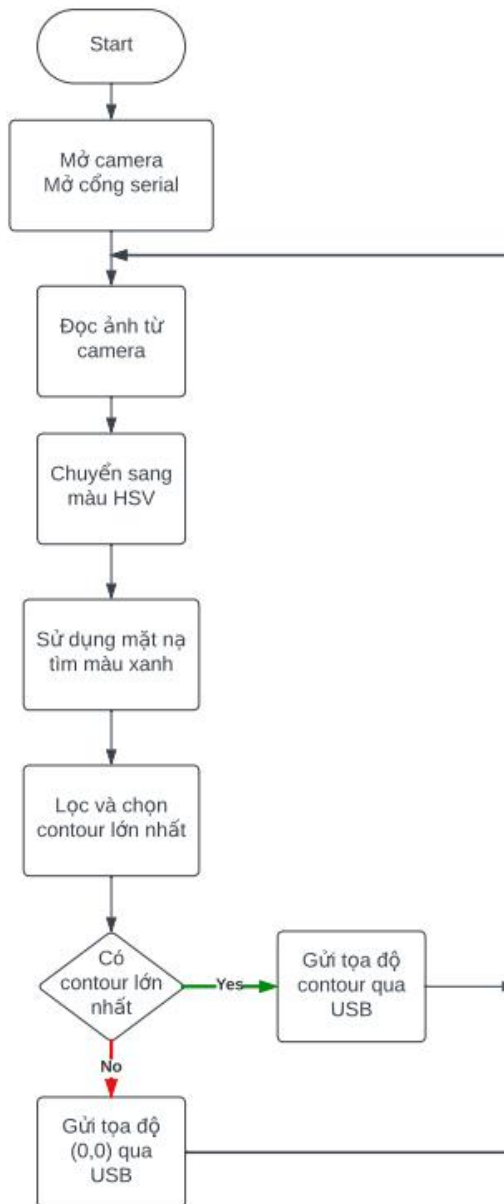 Start
Mở camera
Mở cổng serial
Đọc ảnh từ
camera
Chuyển sang
màu HSV
Sử dụng mặt nạ
tìm màu xanh
Lọc và chọn
contour lớn nhất
Có
contour lớn
nhất
Yes
Gửi tọa độ
contour qua
USB
No
Gửi tọa độ
(0,0) qua
USB